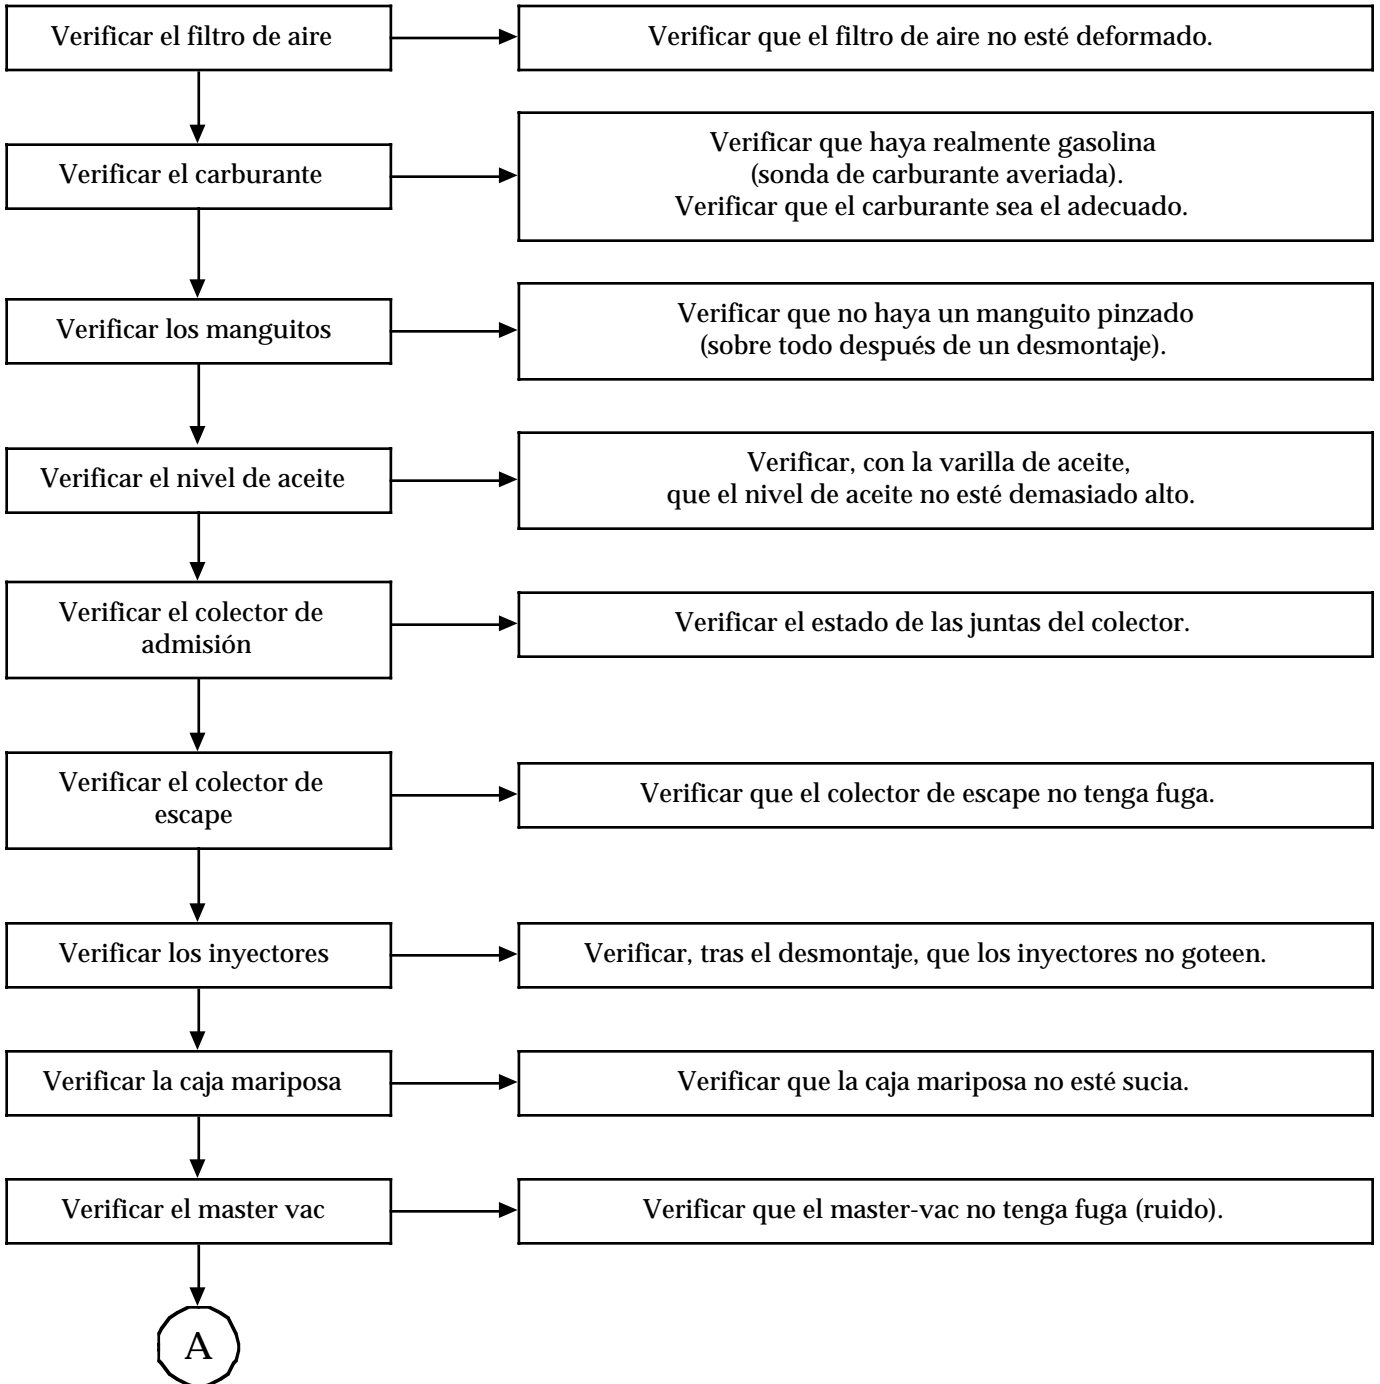 Verificar el filtro de aire
Verificar que el filtro de aire no esté deformado.
Verificar el carburante
Verificar que haya realmente gasolina
(sonda de carburante averiada).
Verificar que el carburante sea el adecuado.
Verificar los manguitos
Verificar que no haya un manguito pinzado
(sobre todo después de un desmontaje).
Verificar el nivel de aceite
Verificar, con la varilla de aceite,
que el nivel de aceite no esté demasiado alto.
Verificar el colector de
admisión
Verificar el estado de las juntas del colector.
Verificar el colector de
escape
Verificar que el colector de escape no tenga fuga.
Verificar los inyectores
Verificar, tras el desmontaje, que los inyectores no goteen.
Verificar la caja mariposa
Verificar que la caja mariposa no esté sucia.
Verificar el master vac
Verificar que el master-vac no tenga fuga (ruido).
A